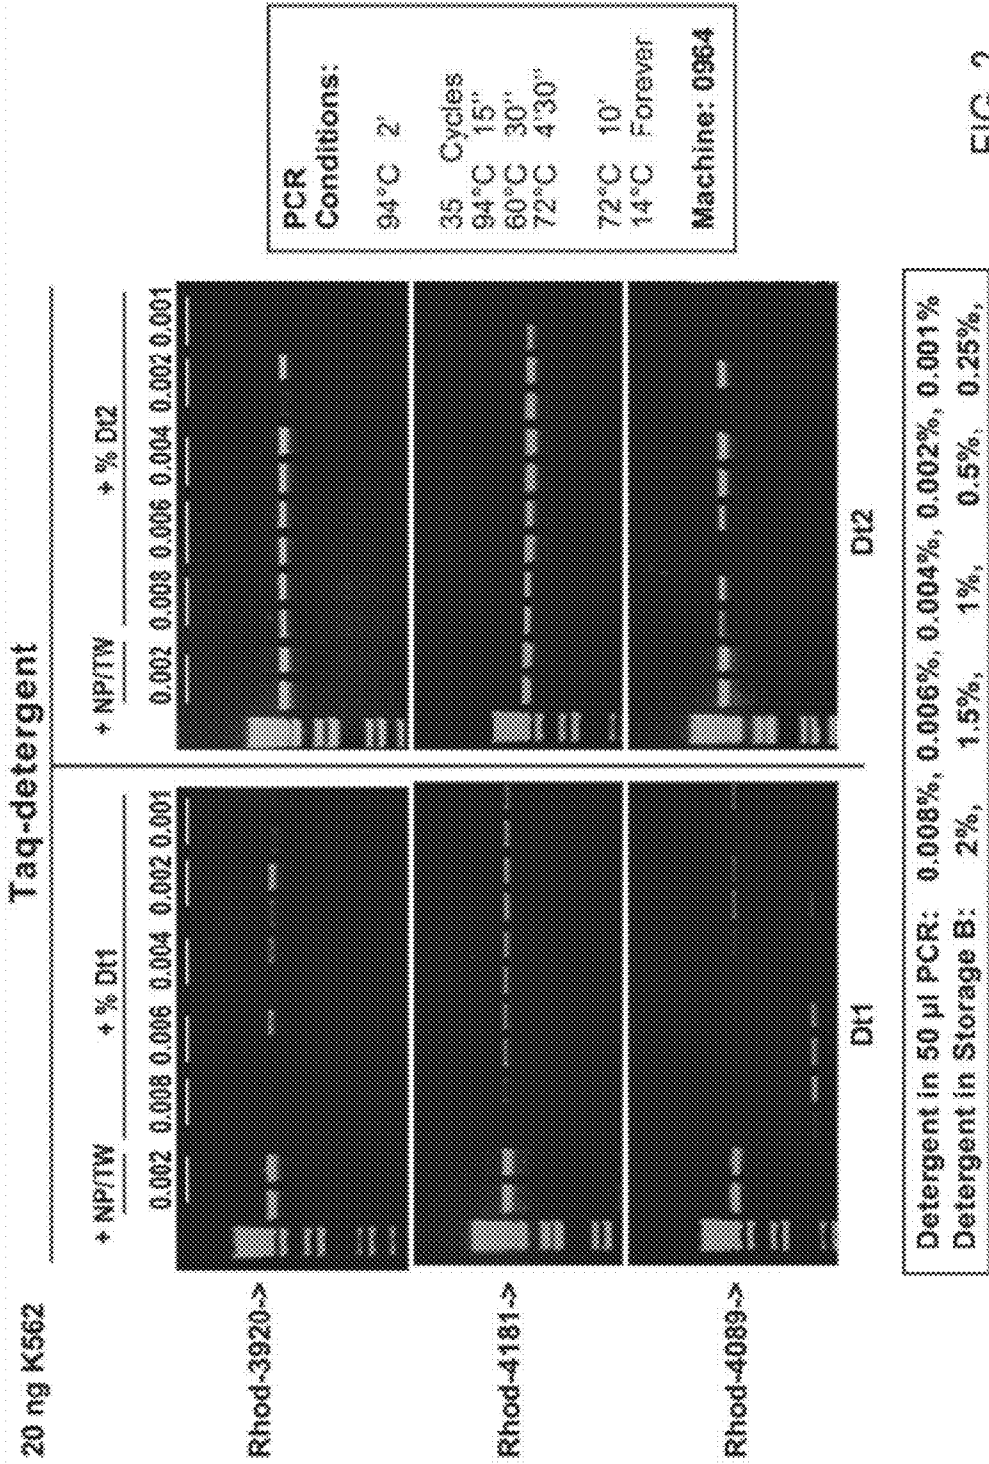 Taq-detergent
20 ng K562
+ NP/TW + % Dt1 + NP/TW + % Dt2
0.002 0.008 0.006 0.004 0.002 0.001 0.002 0.008 0.006 0.004 0.002 0.001
Rhod-3920->
Rhod-4181->
Rhod-4089->
Dt1 Dt2
Detergent in 50 µl PCR: 0.008%, 0.006%, 0.004%, 0.002%, 0.001%
Detergent in Storage B: 2%, 1.5%, 1%, 0.5%, 0.25%,
PCR
Conditions:
94°C 2'
35 Cycles
94°C 15"
60°C 30"
72°C 4'30"
72°C 10'
14°C Forever
Machine: 0964
FIG. 2